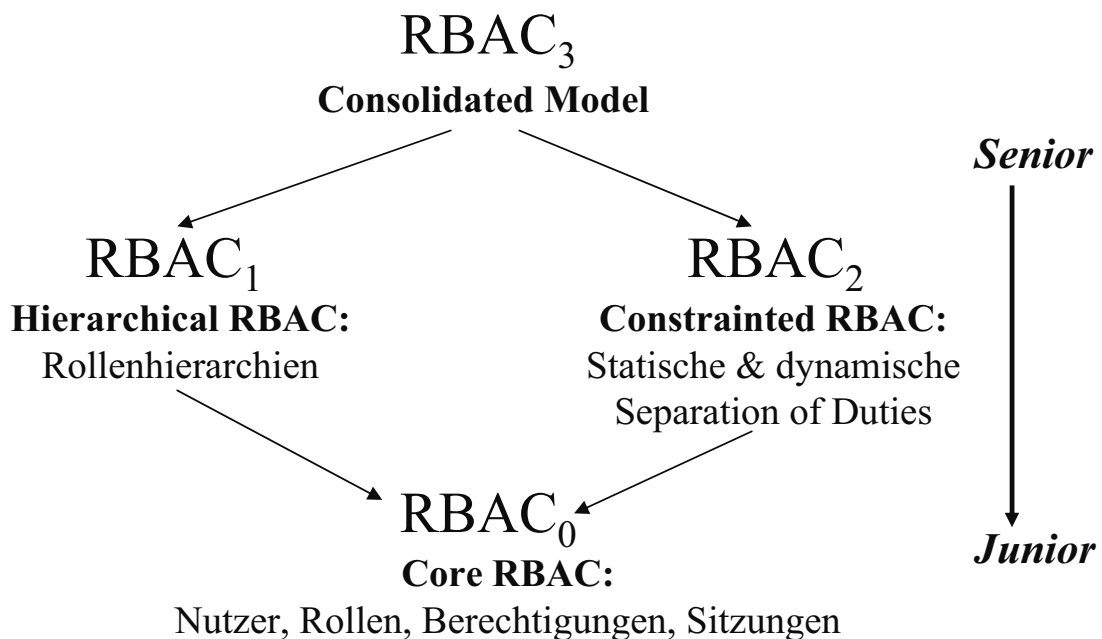 RBAC₃
Consolidated Model
Senior
RBAC₁
Hierarchical RBAC:
Rollenhierarchien
RBAC₂
Constrainted RBAC:
Statische & dynamische
Separation of Duties
RBAC₀
Core RBAC:
Nutzer, Rollen, Berechtigungen, Sitzungen
Junior